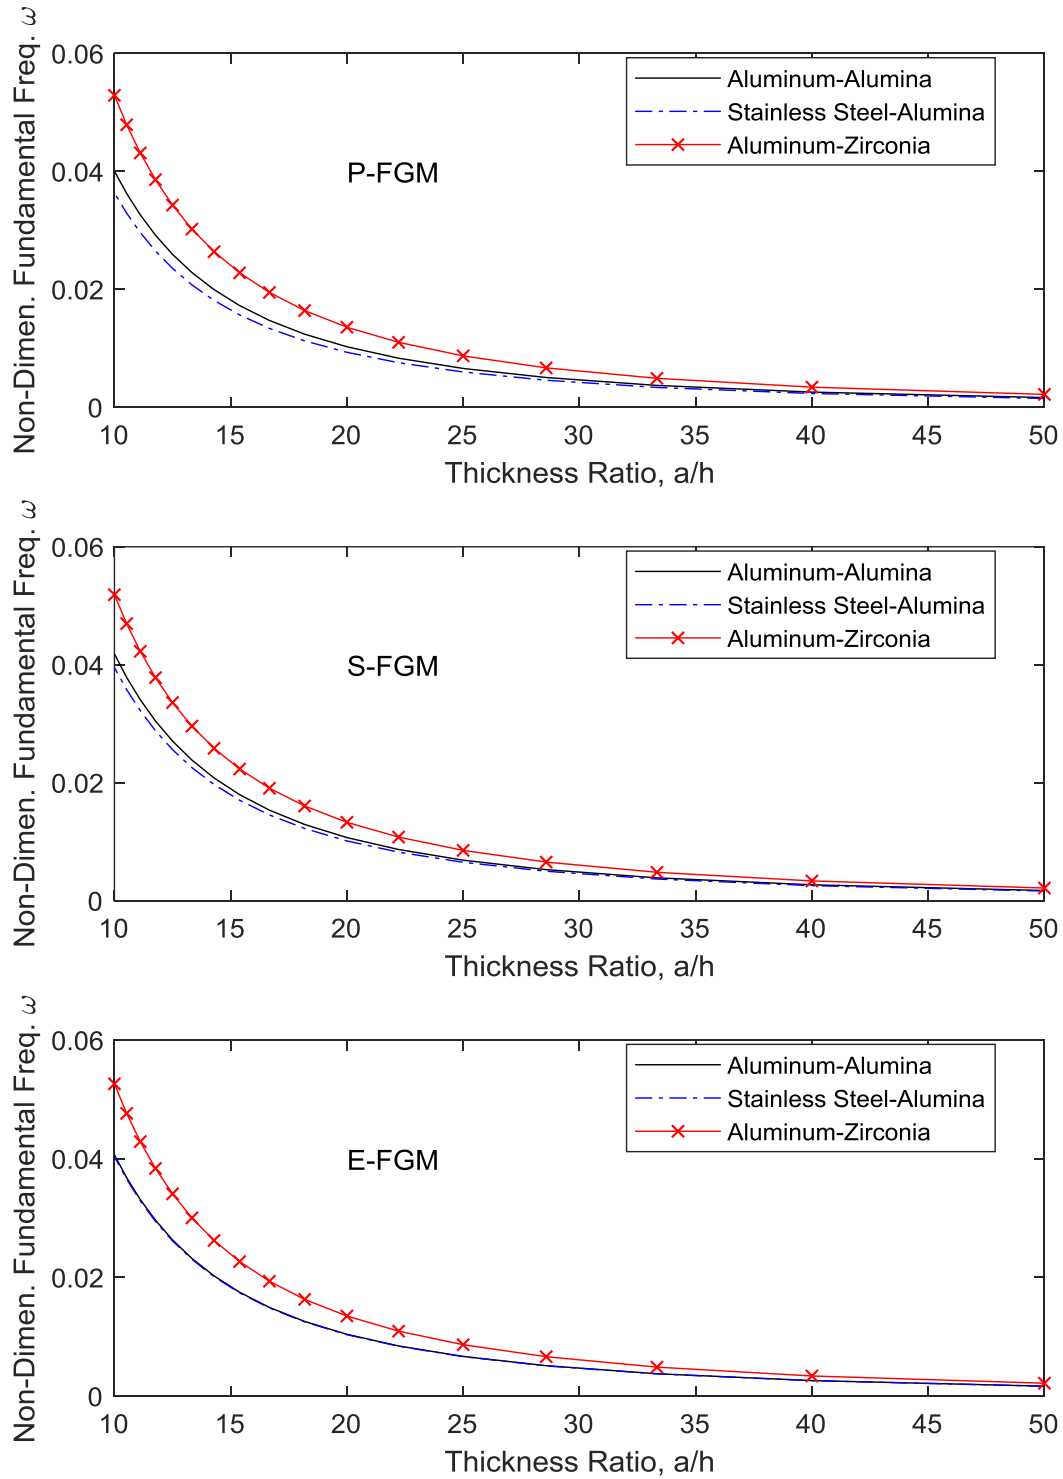 Non-Dimen. Fundamental Freq. ω
0.06
0.04
0.02
0
Aluminum-Alumina
Stainless Steel-Alumina
Aluminum-Zirconia
P-FGM
10 15 20 25 30 35 40 45 50
Thickness Ratio, a/h
Non-Dimen. Fundamental Freq. ω
0.06
0.04
0.02
0
Aluminum-Alumina
Stainless Steel-Alumina
Aluminum-Zirconia
S-FGM
10 15 20 25 30 35 40 45 50
Thickness Ratio, a/h
Non-Dimen. Fundamental Freq. ω
0.06
0.04
0.02
0
Aluminum-Alumina
Stainless Steel-Alumina
Aluminum-Zirconia
E-FGM
10 15 20 25 30 35 40 45 50
Thickness Ratio, a/h